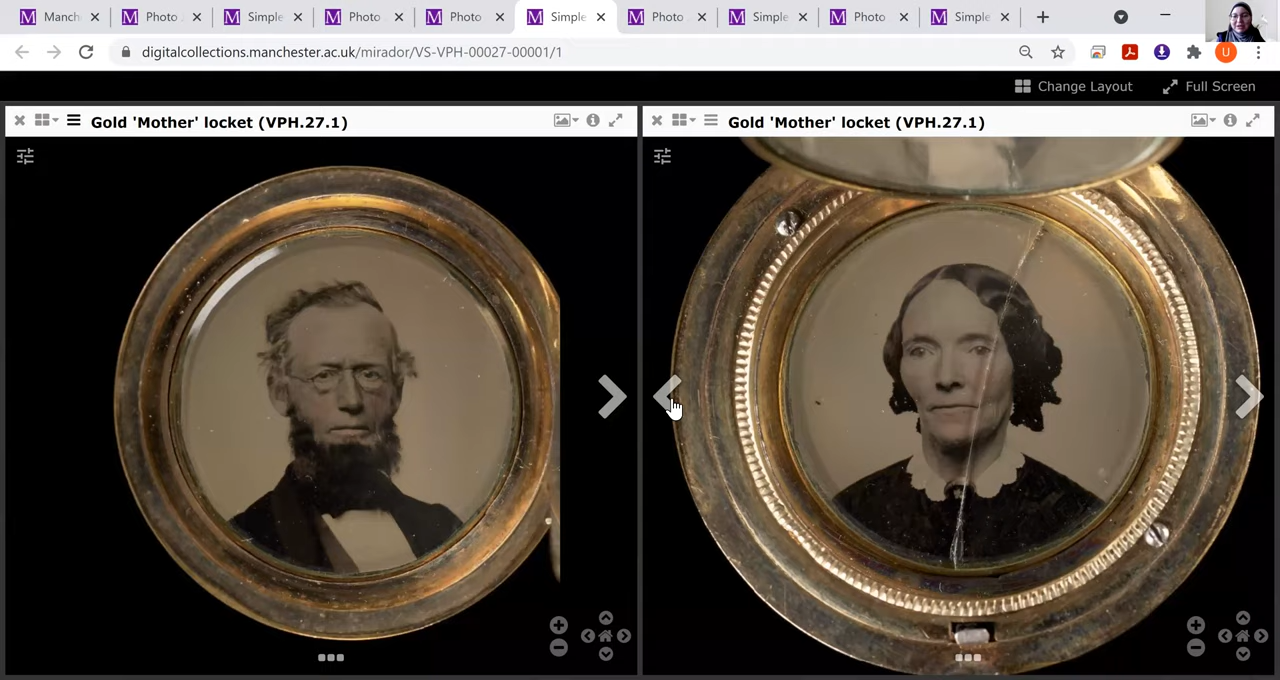 Manch
Photo
Simple
Photo
Photo
Simple
Photo
Simple
Photo
Simple
digitalcollections.manchester.ac.uk/mirador/VS-VPH-00027-00001/1
U
Change Layout
Full Screen
Gold 'Mother' locket (VPH.27.1)
Gold 'Mother' locket (VPH.27.1)